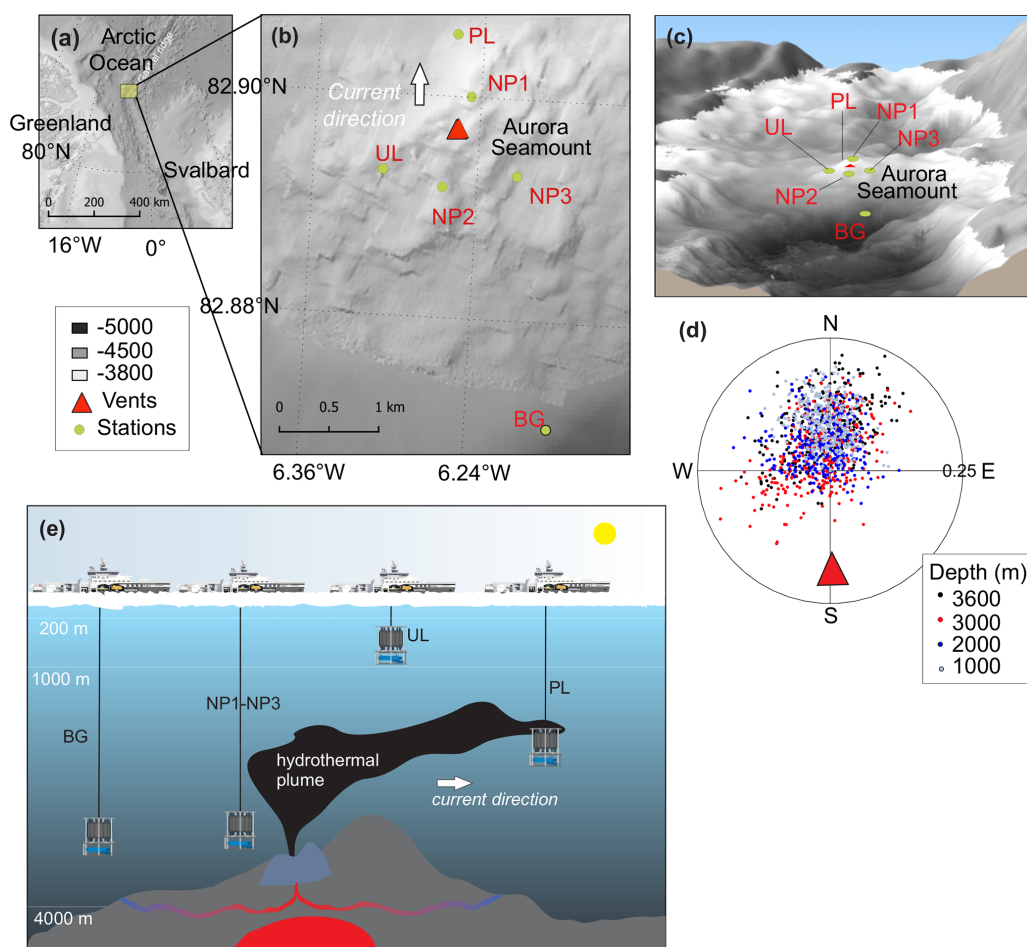 (a)
Arctic
Ocean
Gakkel ridge
Greenland
80°N
Svalbard
0 200 400 km
16°W 0°
-5000
-4500
-3800
Vents
Stations
(b)
PL
82.90°N
NP1
Current
direction
Aurora
Seamount
UL
NP2
NP3
82.88°N
0 0.5 1 km
BG
6.36°W 6.24°W
(c)
PL
NP1
UL
NP3
Aurora
Seamount
NP2
BG
(d)
N
W
0.25
E
S
Depth (m)
3600
3000
2000
1000
(e)
200 m
UL
1000 m
NP1-NP3
PL
BG
hydrothermal
plume
current direction
4000 m